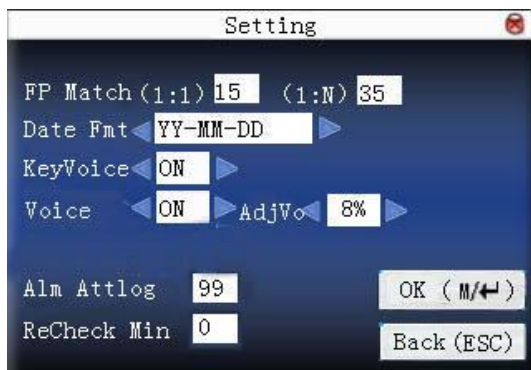 Setting
FP Match (1:1) 15 (1:N) 35
Date Fmt YY-MM-DD
KeyVoice ON
Voice ON AdjVo 8%
Alm Attlog 99
OK (M/↵)
ReCheck Min 0
Back (ESC)